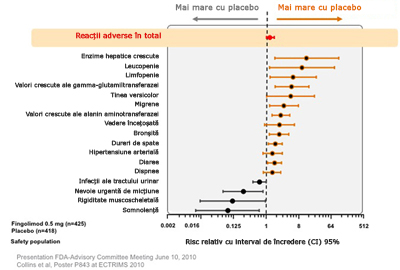 Mai mare cu placebo
Mai mare cu placebo
Reacții adverse în total
Enzime hepatice crescute
Leucopenie
Limfopenie
Valori crescute ale gamma-glutamiltransferazei
Tinea versicolor
Migrene
Valori crescute ale alanin aminotransferazei
Vedere încețoșată
Bronșită
Dureri de spate
Hipertensiune arterială
Diaree
Dispnee
Infecții ale tractului urinar
Nevoie urgentă de micțiune
Rigiditate musculoscheletală
Somnolență
0.002 0.016 0.125 1 8 64 512
Fingolimod 0.5 mg (n=425)
Placebo (n=418)
Safety population
Risc relativ cu interval de încredere (CI) 95%
Presentation FDA-Advisory Committee Meeting June 10, 2010
Collins et al, Poster P843 at ECTRIMS 2010